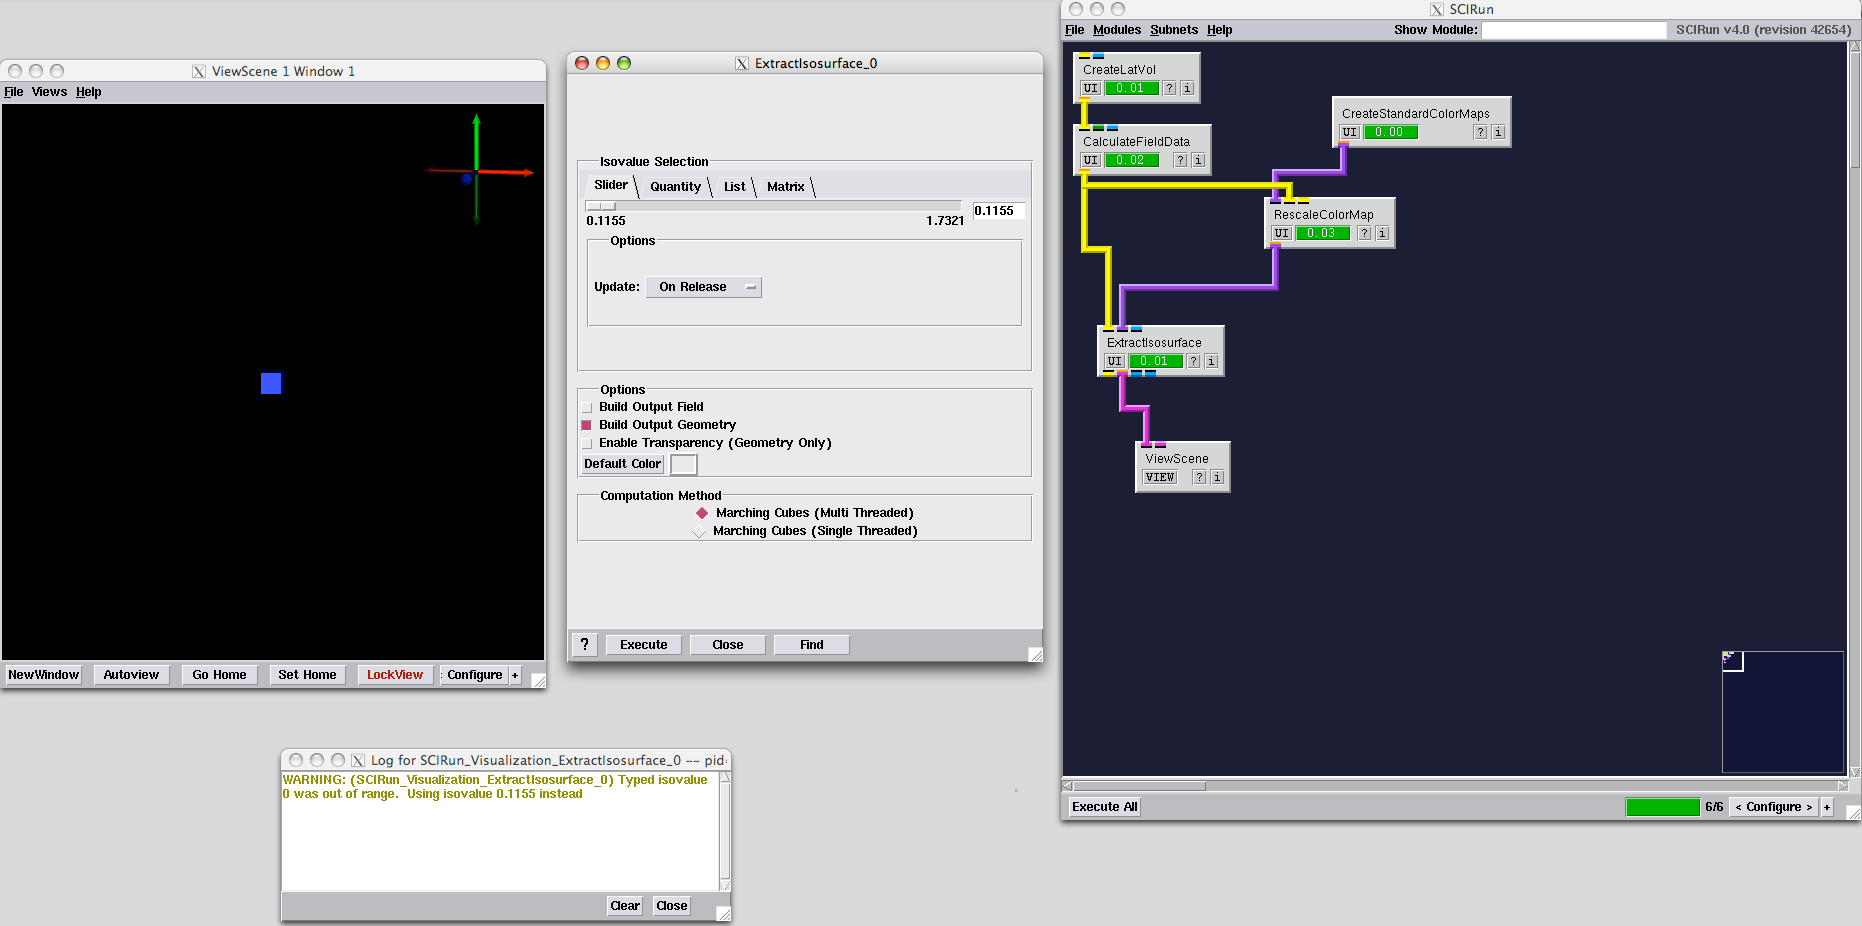 ViewScene 1 Window 1
File Views Help
NewWindow Autoview Go Home Set Home LockView Configure +
ExtractIsosurface_0
Isovalue Selection
Slider Quantity List Matrix
0.1155 1.7321 0.1155
Options
Update: On Release
Options
Build Output Field
Build Output Geometry
Enable Transparency (Geometry Only)
Default Color
Computation Method
Marching Cubes (Multi Threaded)
Marching Cubes (Single Threaded)
? Execute Close Find
Log for SCIRun_Visualization_ExtractIsosurface_0 -- pid:
WARNING: (SCIRun_Visualization_ExtractIsosurface_0) Typed isovalue
0 was out of range. Using isovalue 0.1155 instead
Clear Close
SCIRun
File Modules Subnets Help Show Module: SCIRun v4.0 (revision 42654)
CreateLatVol
UI 0.01 ? i
CreateStandardColorMaps
UI 0.00 ? i
CalculateFieldData
UI 0.02 ? i
RescaleColorMap
UI 0.03 ? i
ExtractIsosurface
UI 0.01 ? i
ViewScene
VIEW ? i
Execute All 6/6 < Configure > +